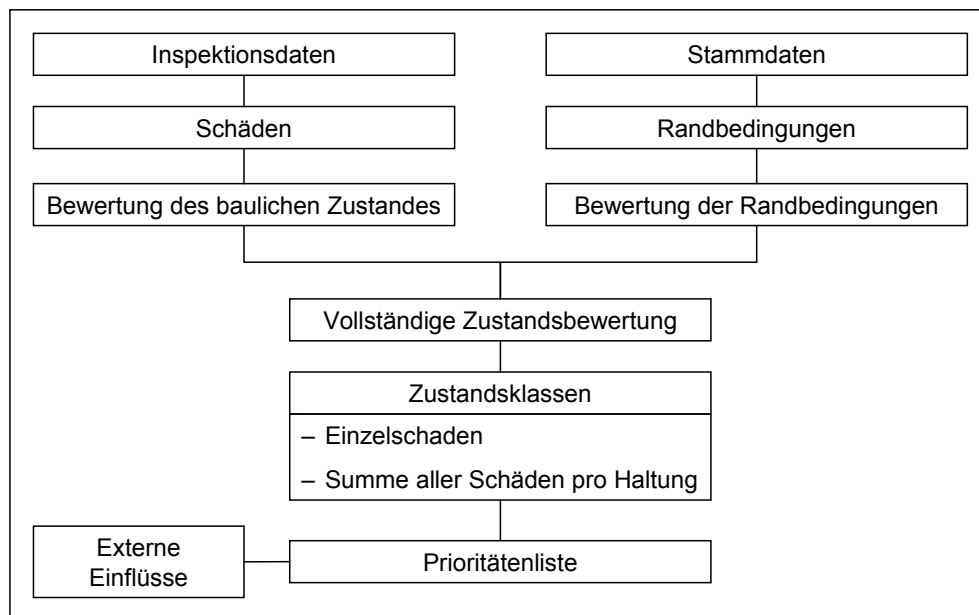 Inspektionsdaten
Stammdaten
Schäden
Randbedingungen
Bewertung des baulichen Zustandes
Bewertung der Randbedingungen
Vollständige Zustandsbewertung
Zustandsklassen
– Einzelschaden
– Summe aller Schäden pro Haltung
Externe
Einflüsse
Prioritätenliste